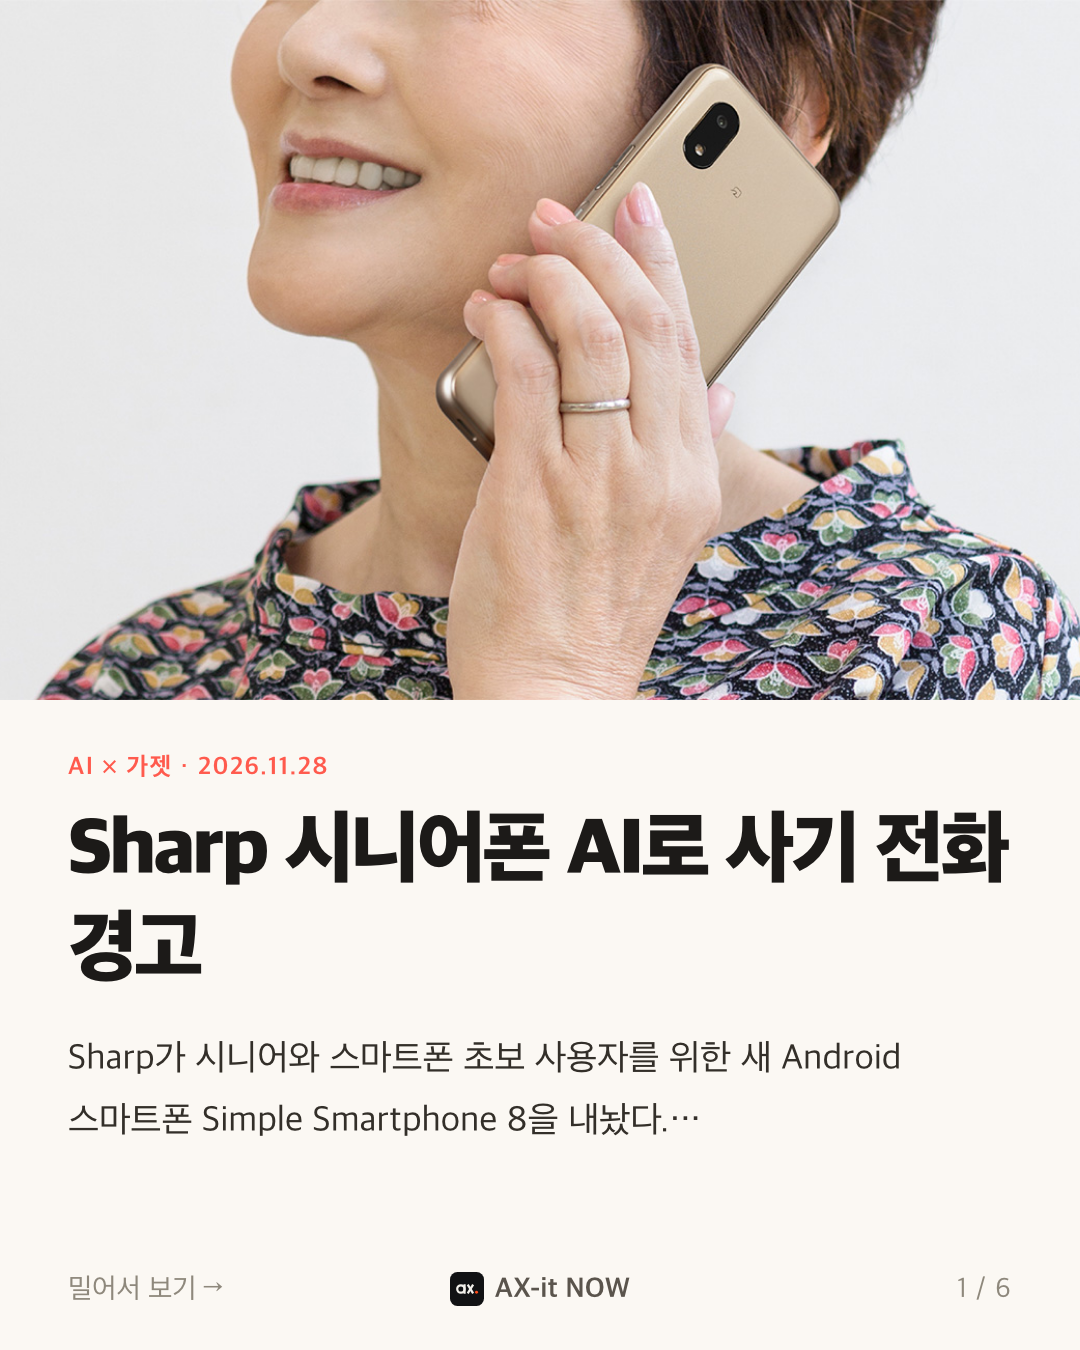 AI × 가젯 · 2026.11.28
Sharp 시니어폰 AI로 사기 전화
경고
Sharp가 시니어와 스마트폰 초보 사용자를 위한 새 Android
스마트폰 Simple Smartphone 8을 내놨다.…
밀어서 보기 →
ax. AX-it NOW
1 / 6